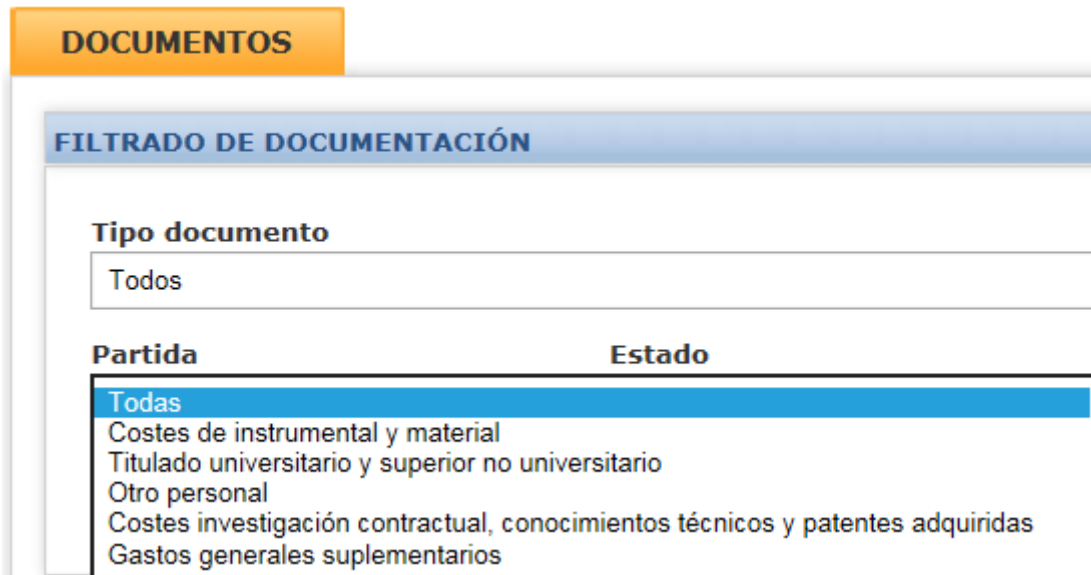 DOCUMENTOS
FILTRADO DE DOCUMENTACIÓN
Tipo documento
Todos
Partida Estado
Todas
Costes de instrumental y material
Titulado universitario y superior no universitario
Otro personal
Costes investigación contractual, conocimientos técnicos y patentes adquiridas
Gastos generales suplementarios